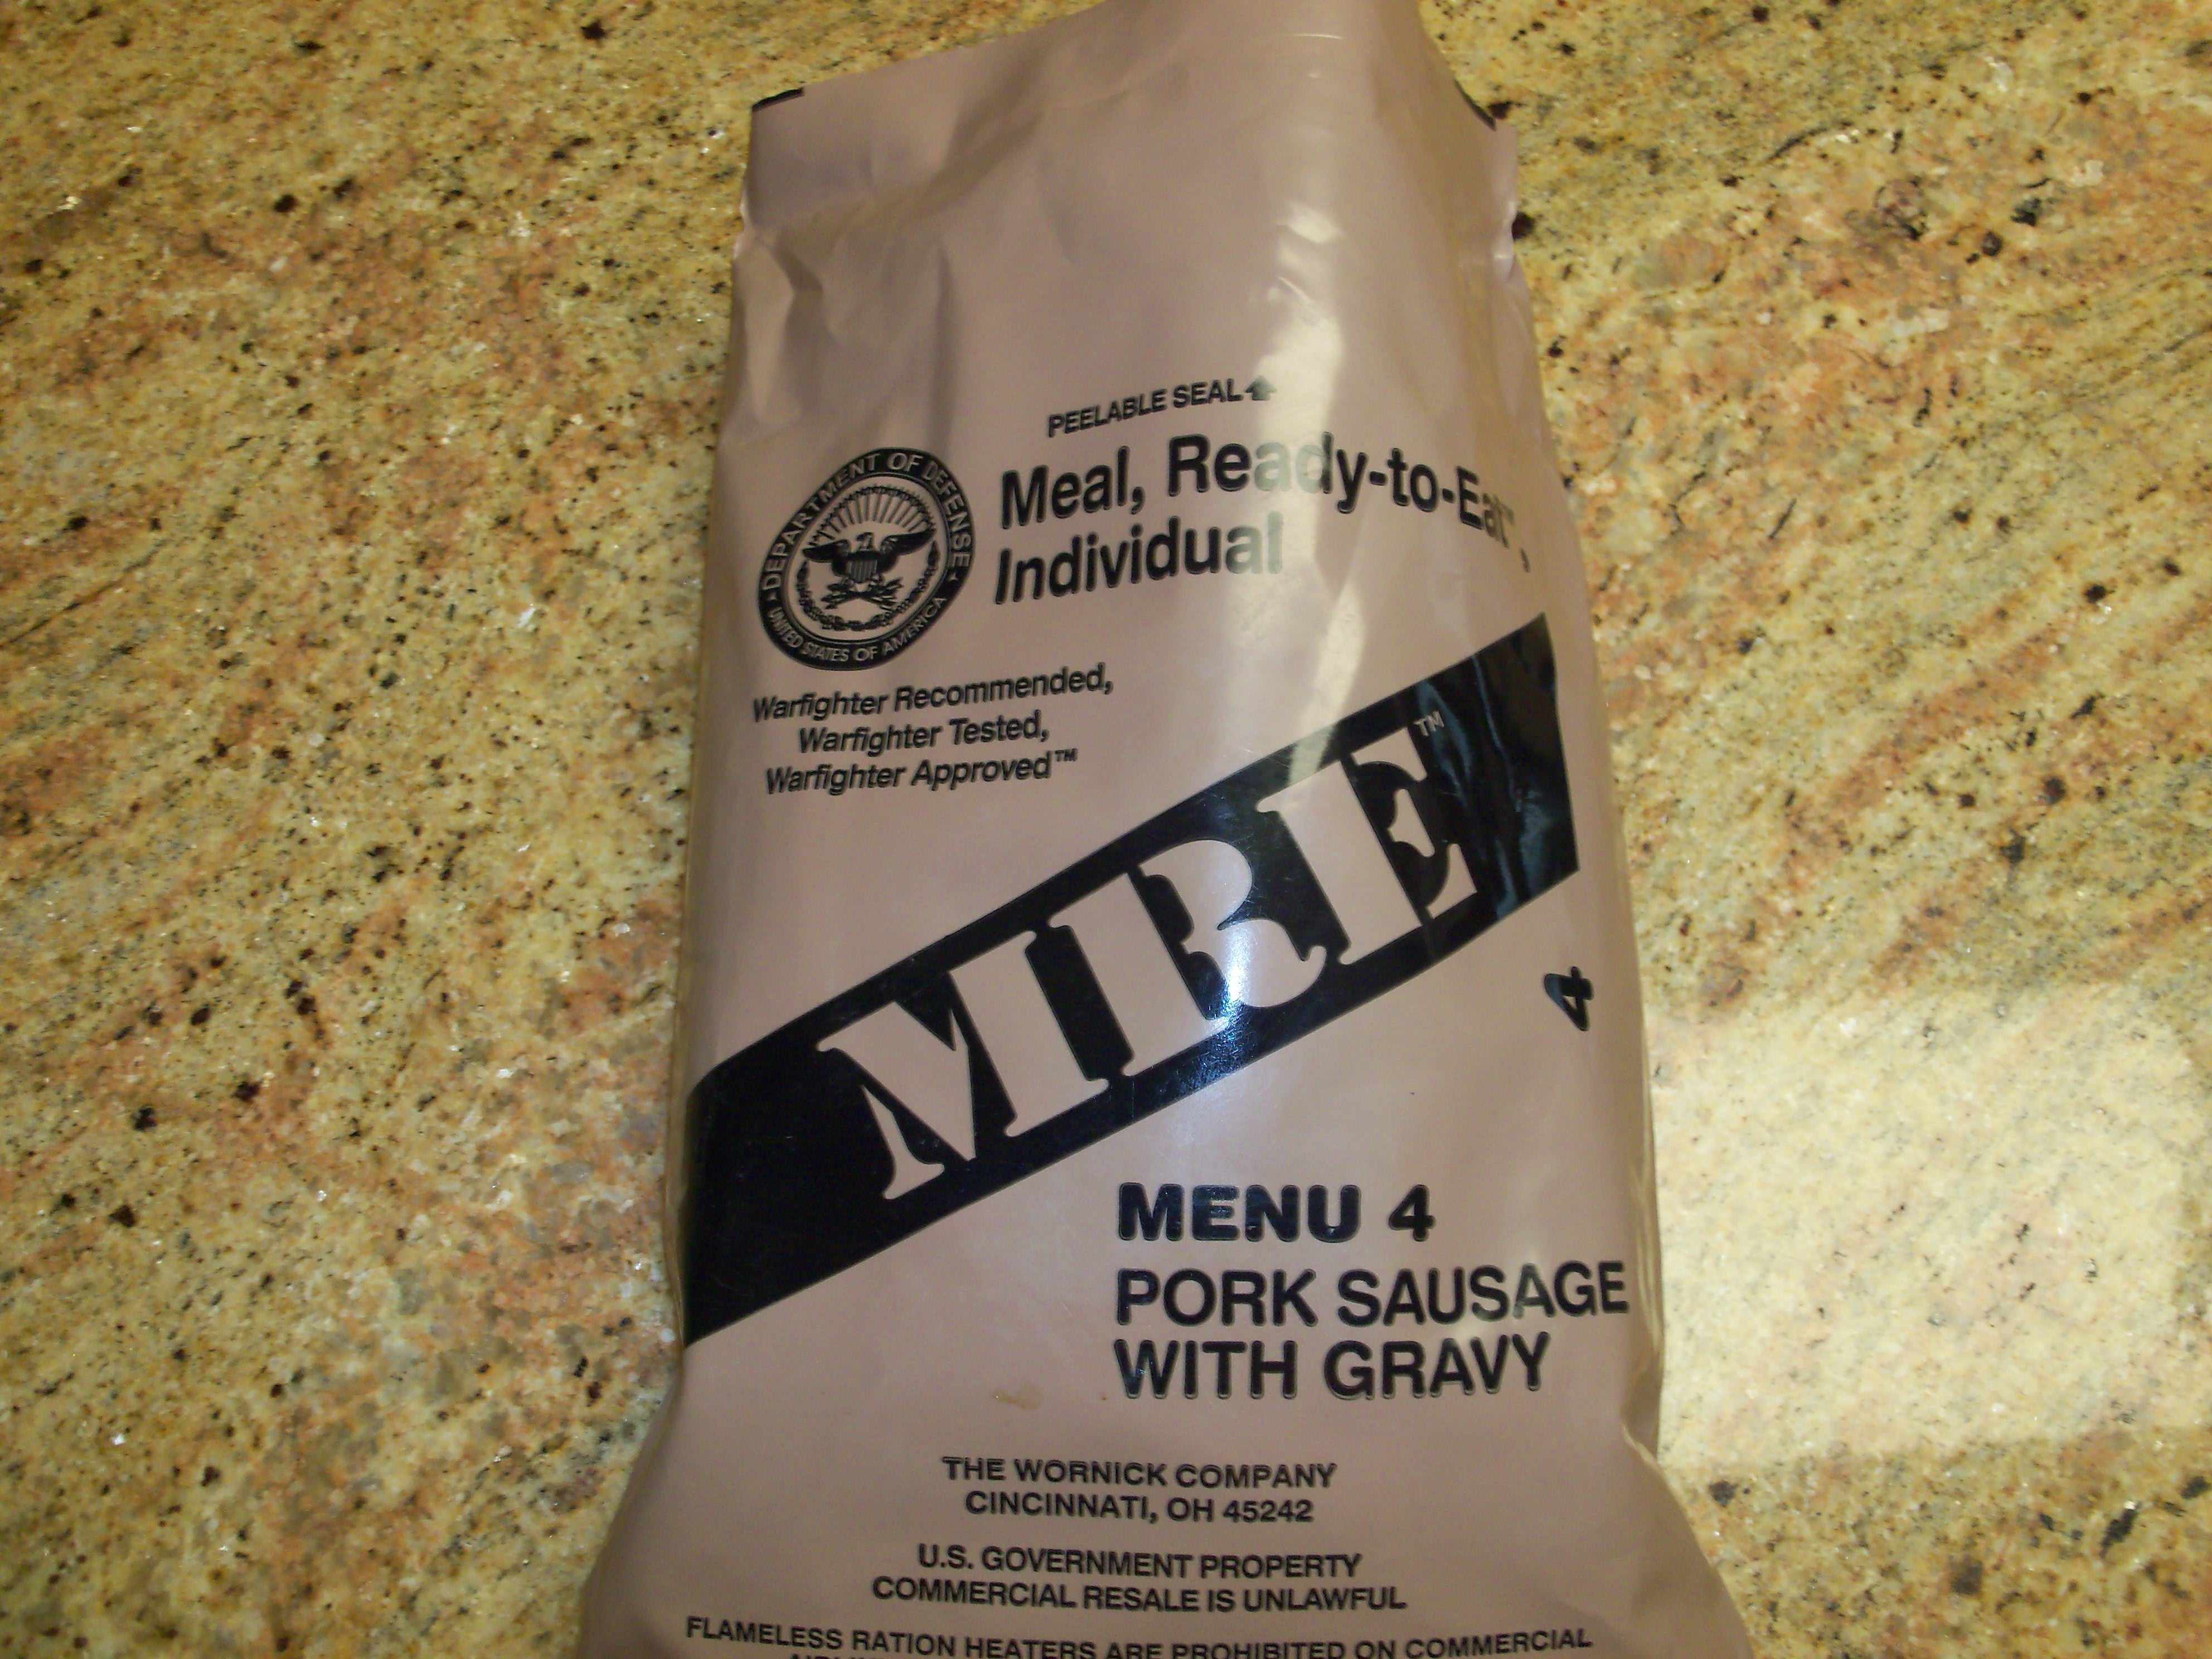 PEELABLE SEAL
DEPARTMENT OF DEFENSE
UNITED STATES OF AMERICA
Meal, Ready-to-Eat™,
Individual
Warfighter Recommended,
Warfighter Tested,
Warfighter Approved™
MRE™
4
MENU 4
PORK SAUSAGE
WITH GRAVY
THE WORNICK COMPANY
CINCINNATI, OH 45242
U.S. GOVERNMENT PROPERTY
COMMERCIAL RESALE IS UNLAWFUL
FLAMELESS RATION HEATERS ARE PROHIBITED ON COMMERCIAL